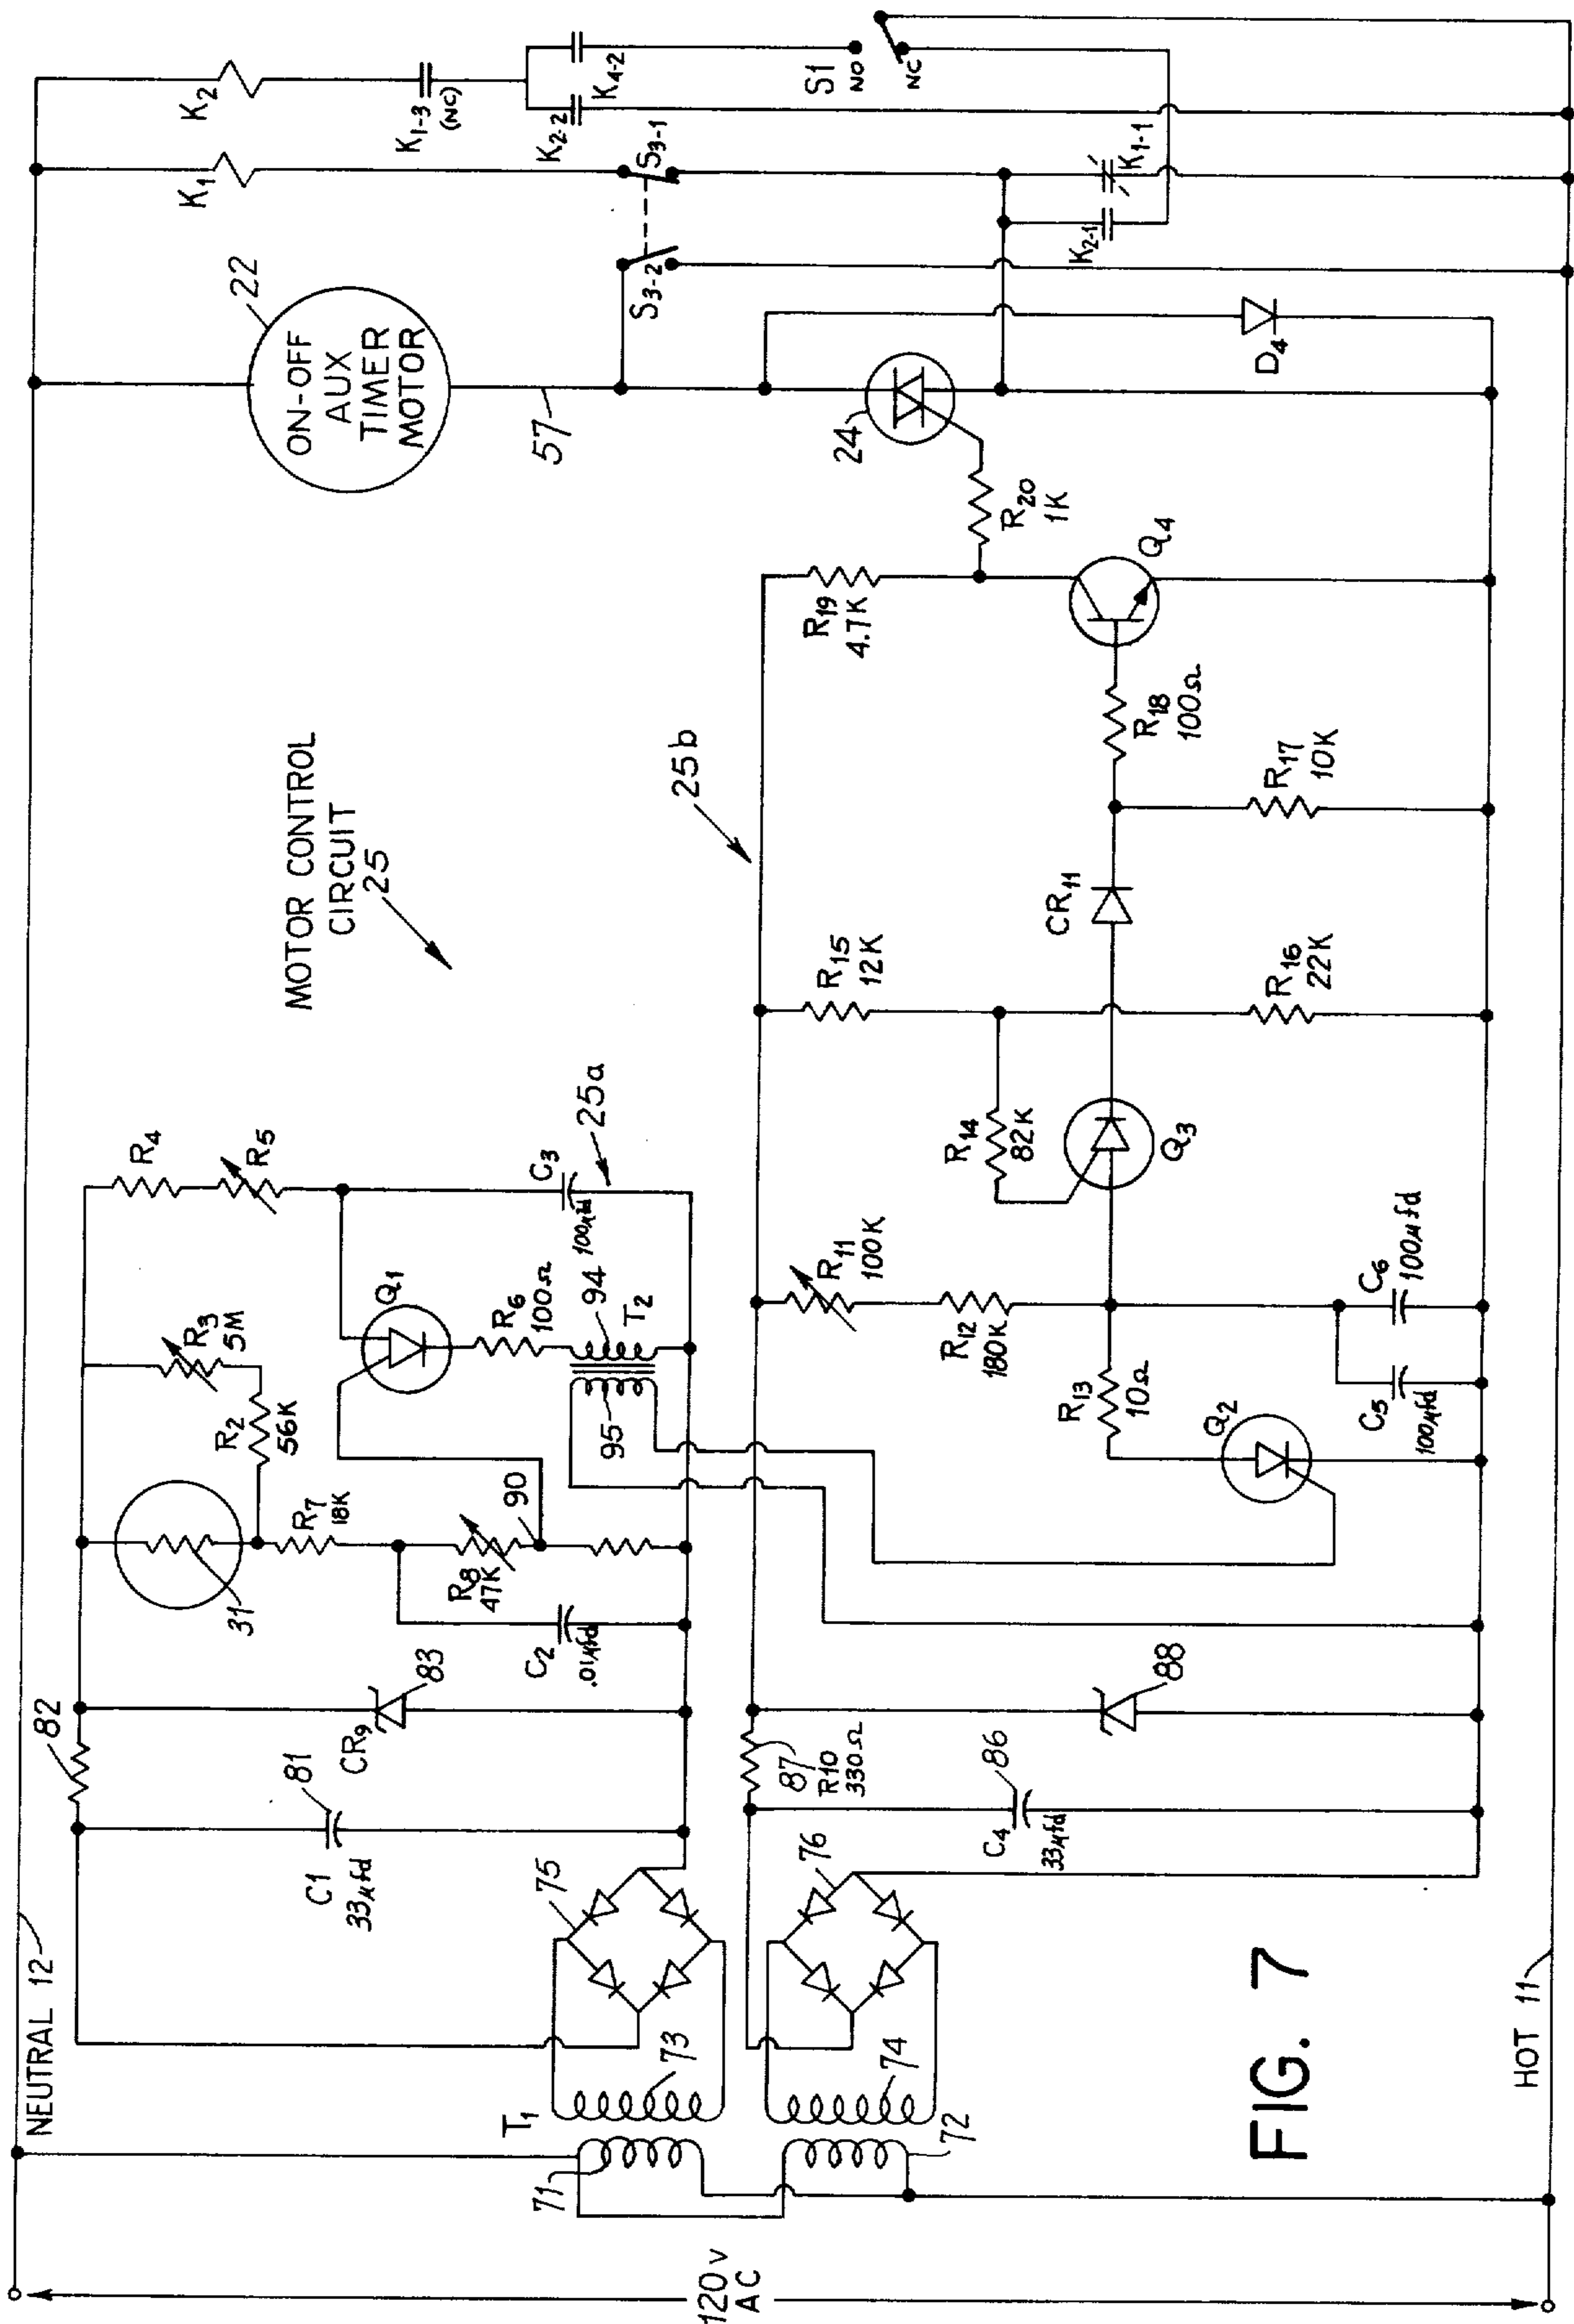 NEUTRAL 12
120 V
AC
HOT 11
FIG. 7
MOTOR CONTROL
CIRCUIT
25
T1
71
72
73
74
75
76
C1
33µfd
81
82
CR9
83
C2
.01µfd
31
R7
18K
R8
47K
90
R2
56K
R3
5M
R4
R5
Q1
R6
100Ω
94
95
T2
C3
100µfd
25a
C4
33µfd
86
87
R10
330Ω
88
25b
R11
100K
R12
180K
R13
10Ω
Q2
C5
100µfd
C6
100µfd
R14
82K
Q3
R15
12K
R16
22K
CR11
R17
10K
R18
100Ω
Q4
R19
4.7K
R20
1K
24
57
ON-OFF
AUX
TIMER
MOTOR
22
D4
S3-2
S3-1
K1
K2
K1-3
(NC)
K2-2
K4-2
S1
NO
NC
K2-1
K1-1